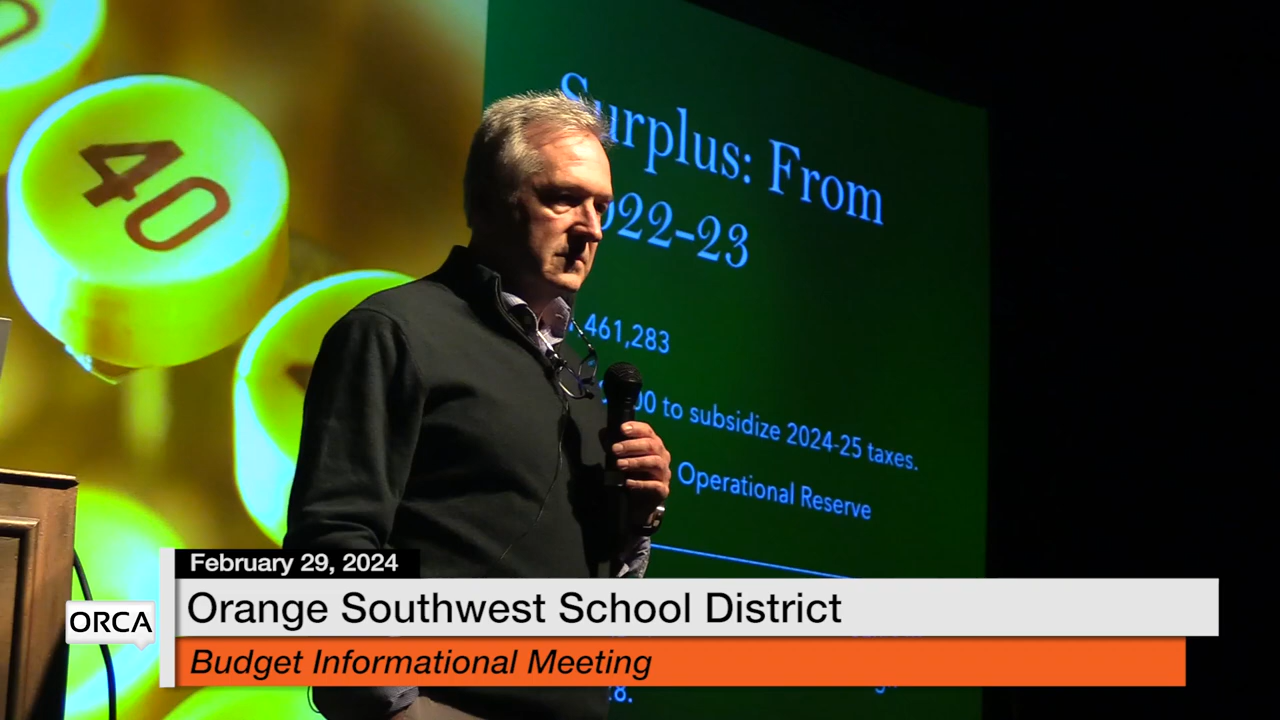 40
Surplus: From
022-23
461,283
00 to subsidize 2024-25 taxes.
Operational Reserve
February 29, 2024
ORCA
Orange Southwest School District
Budget Informational Meeting